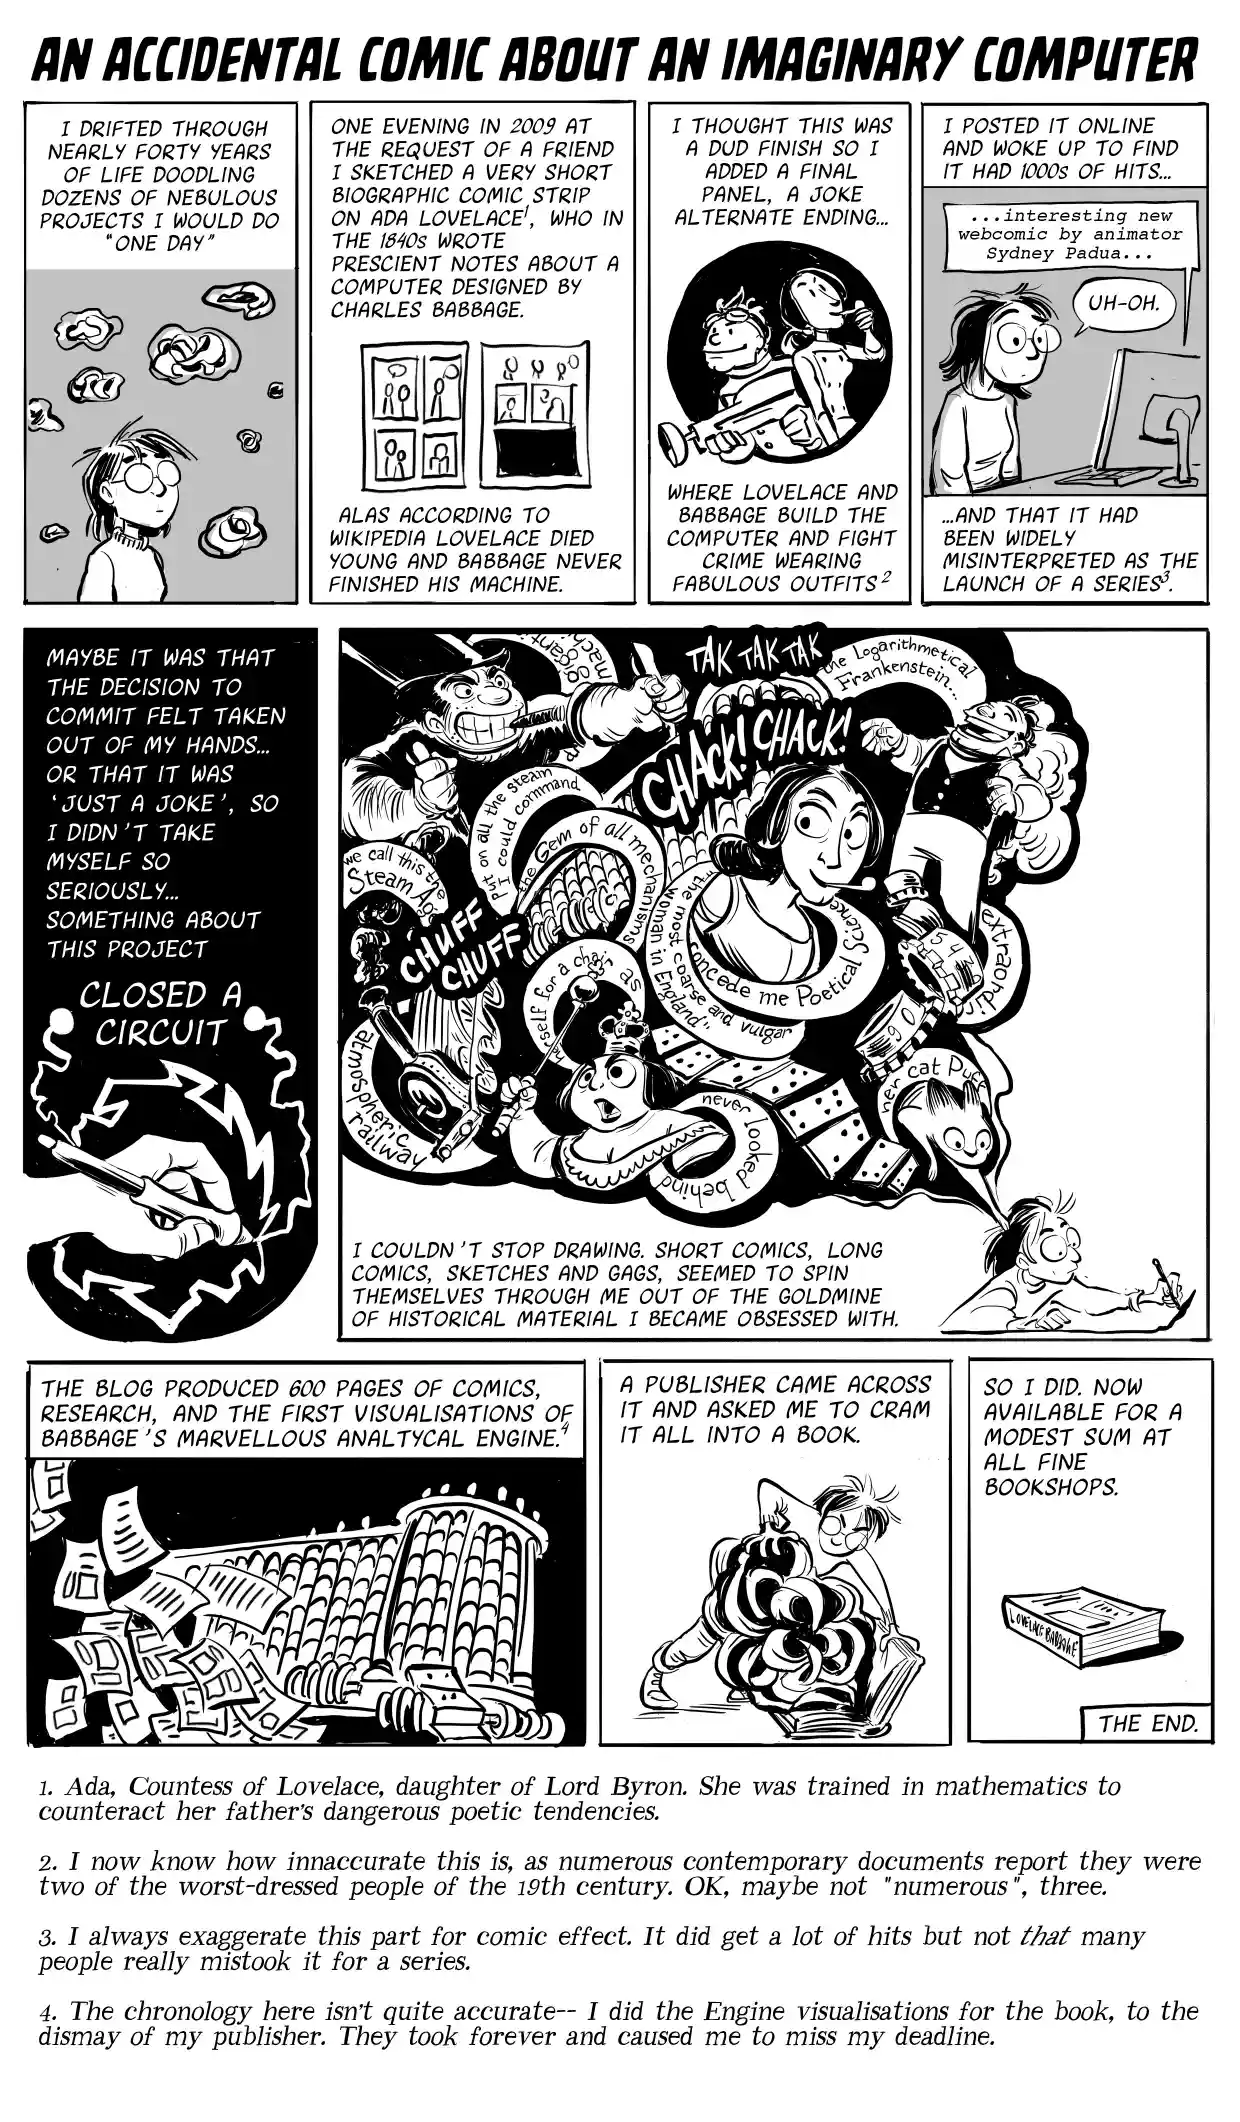 AN ACCIDENTAL COMIC ABOUT AN IMAGINARY COMPUTER
I DRIFTED THROUGH
NEARLY FORTY YEARS
OF LIFE DOODLING
DOZENS OF NEBULOUS
PROJECTS I WOULD DO
"ONE DAY"
ONE EVENING IN 2009 AT
THE REQUEST OF A FRIEND
I SKETCHED A VERY SHORT
BIOGRAPHIC COMIC STRIP
ON ADA LOVELACE¹, WHO IN
THE 1840s WROTE
PRESCIENT NOTES ABOUT A
COMPUTER DESIGNED BY
CHARLES BABBAGE.
ALAS ACCORDING TO
WIKIPEDIA LOVELACE DIED
YOUNG AND BABBAGE NEVER
FINISHED HIS MACHINE.
I THOUGHT THIS WAS
A DUD FINISH SO I
ADDED A FINAL
PANEL, A JOKE
ALTERNATE ENDING...
WHERE LOVELACE AND
BABBAGE BUILD THE
COMPUTER AND FIGHT
CRIME WEARING
FABULOUS OUTFITS²
I POSTED IT ONLINE
AND WOKE UP TO FIND
IT HAD 1000s OF HITS...
...interesting new
webcomic by animator
Sydney Padua...
UH-OH.
...AND THAT IT HAD
BEEN WIDELY
MISINTERPRETED AS THE
LAUNCH OF A SERIES³.
MAYBE IT WAS THAT
THE DECISION TO
COMMIT FELT TAKEN
OUT OF MY HANDS...
OR THAT IT WAS
'JUST A JOKE', SO
I DIDN'T TAKE
MYSELF SO
SERIOUSLY...
SOMETHING ABOUT
THIS PROJECT
CLOSED A
CIRCUIT
gigantic
machin
TAK TAK TAK
the Logarithmetical
Frankenstein...
CHACK! CHACK!
Put on all the steam
I could command
the Gem of all mechanisms
we call this the
Steam Ag
CHUFF
CHUFF
the most coarse and vulgar
woman in England"
concede me Poetical Science
extraordi
5 4 3
9 0
rself for a chair as
atmospheric
railway
never looked behind
her cat Puff
I COULDN'T STOP DRAWING. SHORT COMICS, LONG
COMICS, SKETCHES AND GAGS, SEEMED TO SPIN
THEMSELVES THROUGH ME OUT OF THE GOLDMINE
OF HISTORICAL MATERIAL I BECAME OBSESSED WITH.
THE BLOG PRODUCED 600 PAGES OF COMICS,
RESEARCH, AND THE FIRST VISUALISATIONS OF
BABBAGE'S MARVELLOUS ANALTYCAL ENGINE.⁴
A PUBLISHER CAME ACROSS
IT AND ASKED ME TO CRAM
IT ALL INTO A BOOK.
SO I DID. NOW
AVAILABLE FOR A
MODEST SUM AT
ALL FINE
BOOKSHOPS.
LOVELACE BABBAGE
THE END.
1. Ada, Countess of Lovelace, daughter of Lord Byron. She was trained in mathematics to
counteract her father's dangerous poetic tendencies.
2. I now know how innaccurate this is, as numerous contemporary documents report they were
two of the worst-dressed people of the 19th century. OK, maybe not "numerous", three.
3. I always exaggerate this part for comic effect. It did get a lot of hits but not that many
people really mistook it for a series.
4. The chronology here isn't quite accurate-- I did the Engine visualisations for the book, to the
dismay of my publisher. They took forever and caused me to miss my deadline.